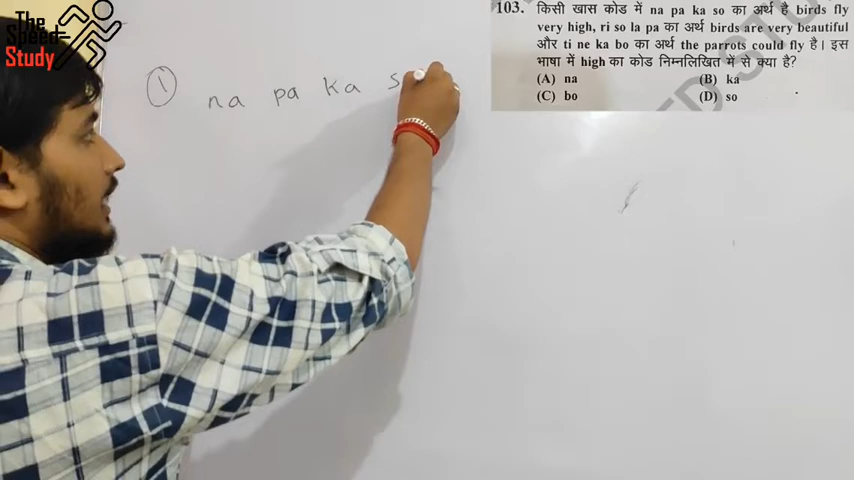 The
Speed
Study
① na pa ka s
103. किसी खास कोड में na pa ka so का अर्थ है birds fly
very high, ri so la pa का अर्थ birds are very beautiful
और ti ne ka bo का अर्थ the parrots could fly है। इस
भाषा में high का कोड निम्नलिखित में से क्या है?
(A) na (B) ka
(C) bo (D) so